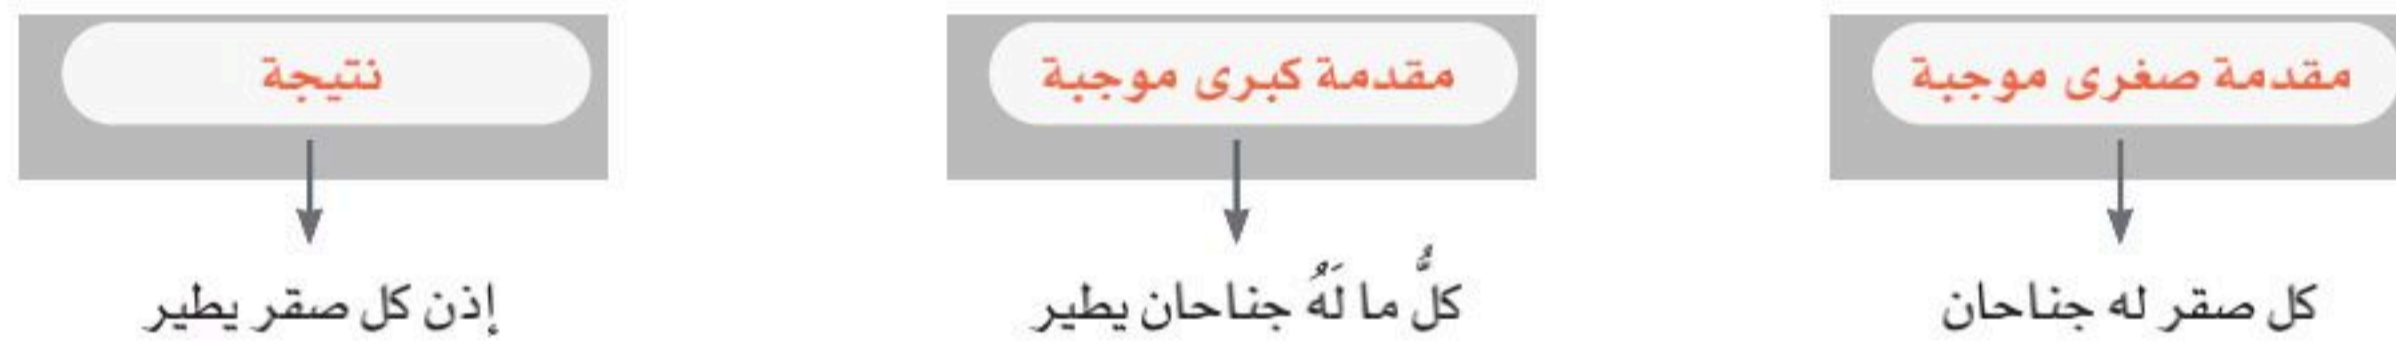 مقدمة صغرى موجبة
مقدمة كبرى موجبة
نتيجة
كل صقر له جناحان
كلُّ ما لَهُ جناحان يطير
إذن كل صقر يطير